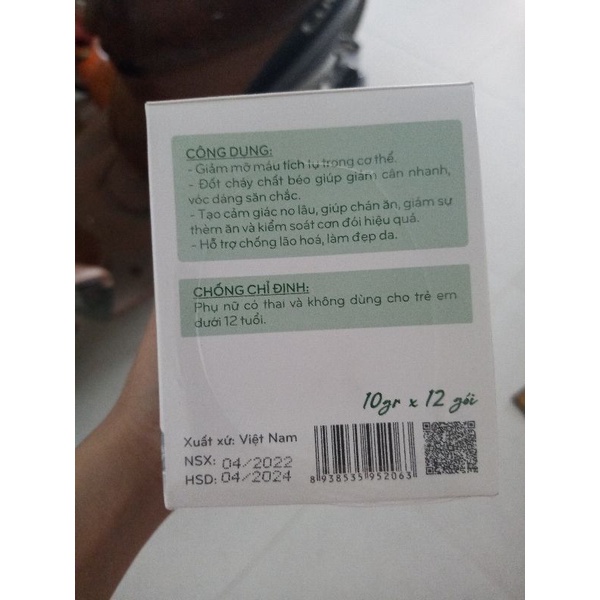 CÔNG DỤNG:
- Giảm mỡ máu tích tụ trong cơ thể.
- Đốt cháy chất béo giúp giảm cân nhanh,
vóc dáng săn chắc.
- Tạo cảm giác no lâu, giúp chán ăn, giảm sự
thèm ăn và kiểm soát cơn đói hiệu quả.
- Hỗ trợ chống lão hoá, làm đẹp da.
CHỐNG CHỈ ĐỊNH:
Phụ nữ có thai và không dùng cho trẻ em
dưới 12 tuổi.
10gr x 12 gói
Xuất xứ: Việt Nam
NSX: 04/2022
HSD: 04/2024
8 938535 952063